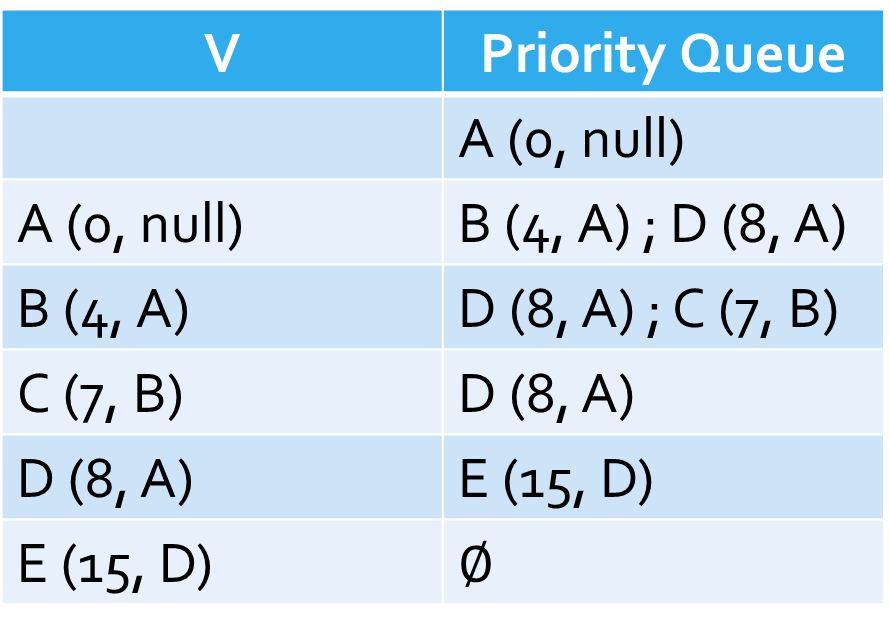 V Priority Queue
A (0, null)
A (0, null) B (4, A) ; D (8, A)
B (4, A) D (8, A) ; C (7, B)
C (7, B) D (8, A)
D (8, A) E (15, D)
E (15, D) Ø